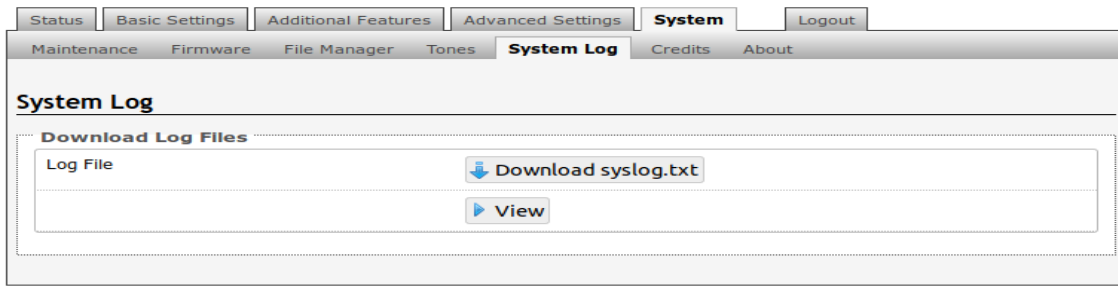 Status Basic Settings Additional Features Advanced Settings System Logout
Maintenance Firmware File Manager Tones System Log Credits About
System Log
Download Log Files
Log File Download syslog.txt
View